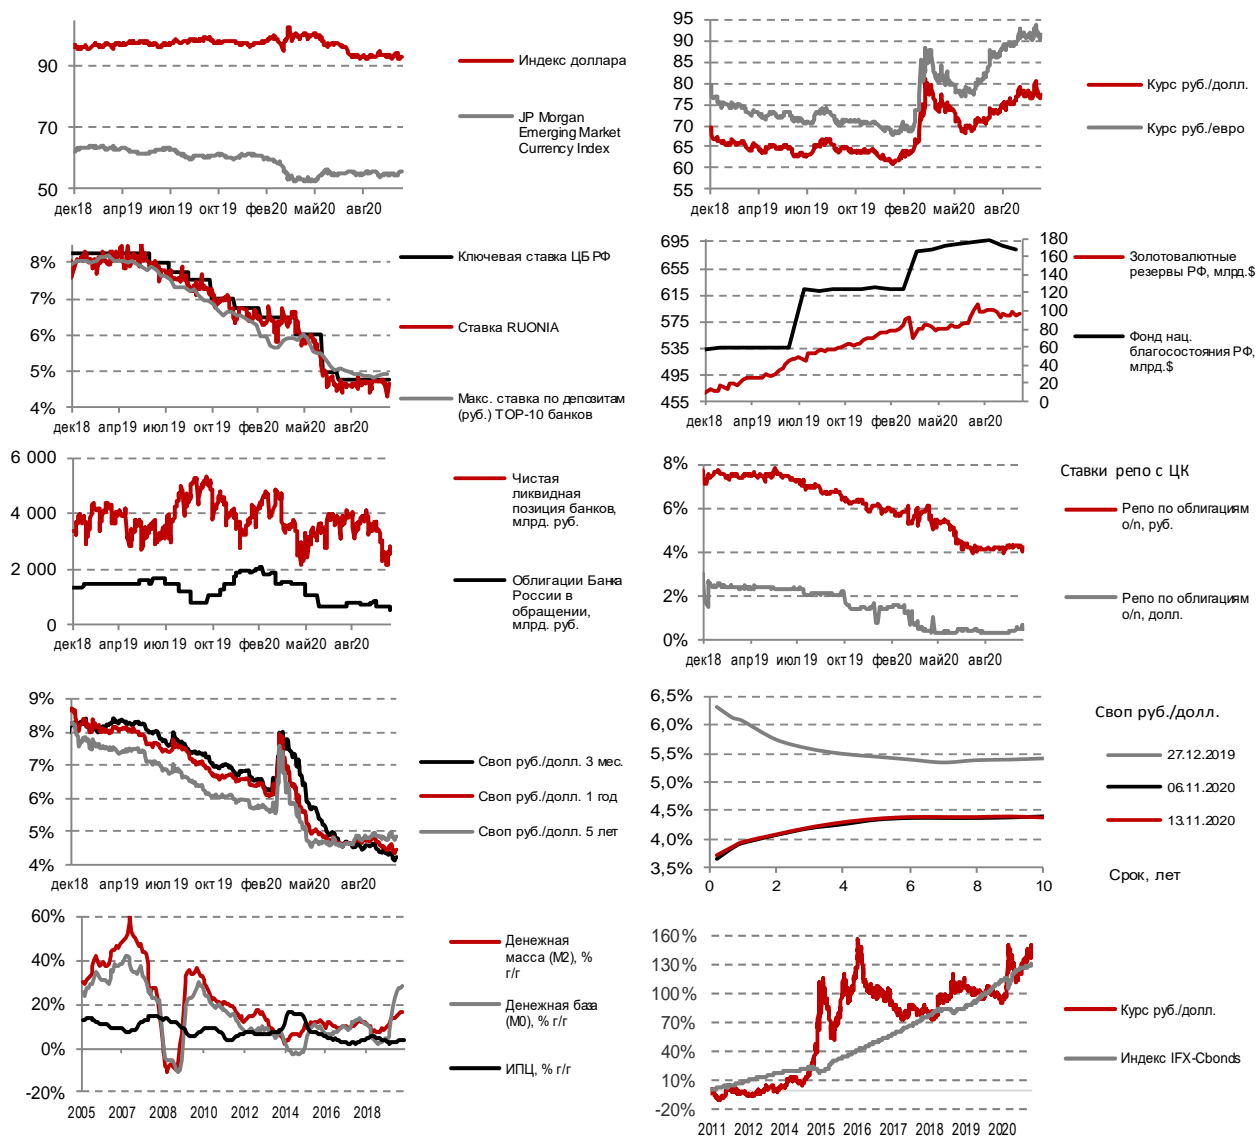 90
70
50
дек18 апр19 июл19 окт19 фев20 май20 авг20
Индекс доллара
JP Morgan
Emerging Market
Currency Index
95
90
85
80
75
70
65
60
55
дек18 апр19 июл19 окт19 фев20 май20 авг20
Курс руб./долл.
Курс руб./евро
8%
7%
6%
5%
4%
дек18 апр19 июл19 окт19 фев20 май20 авг20
Ключевая ставка ЦБ РФ
Ставка RUONIA
Макс. ставка по депозитам
(руб.) TOP-10 банков
695
655
615
575
535
495
455
180
160
140
120
100
80
60
40
20
0
дек18 апр19 июл19 окт19 фев20 май20 авг20
Золотовалютные
резервы РФ, млрд.$
Фонд нац.
благосостояния РФ,
млрд.$
6 000
4 000
2 000
0
дек18 апр19 июл19 окт19 фев20 май20 авг20
Чистая
ликвидная
позиция банков,
млрд. руб.
Облигации Банка
России в
обращении,
млрд. руб.
8%
6%
4%
2%
0%
дек18 апр19 июл19 окт19 фев20 май20 авг20
Ставки репо с ЦК
Репо по облигациям
o/n, руб.
Репо по облигациям
o/n, долл.
9%
8%
7%
6%
5%
4%
дек18 апр19 июл19 окт19 фев20 май20 авг20
Своп руб./долл. 3 мес.
Своп руб./долл. 1 год
Своп руб./долл. 5 лет
6,5%
6,0%
5,5%
5,0%
4,5%
4,0%
3,5%
0 2 4 6 8 10
Своп руб./долл.
27.12.2019
06.11.2020
13.11.2020
Срок, лет
60%
40%
20%
0%
-20%
2005 2007 2008 2010 2012 2014 2016 2018
Денежная
масса (М2), %
г/г
Денежная база
(М0), % г/г
ИПЦ, % г/г
160%
130%
100%
70%
40%
10%
-20%
2011 2012 2014 2015 2016 2018 2019 2020
Курс руб./долл.
Индекс IFX-Cbonds